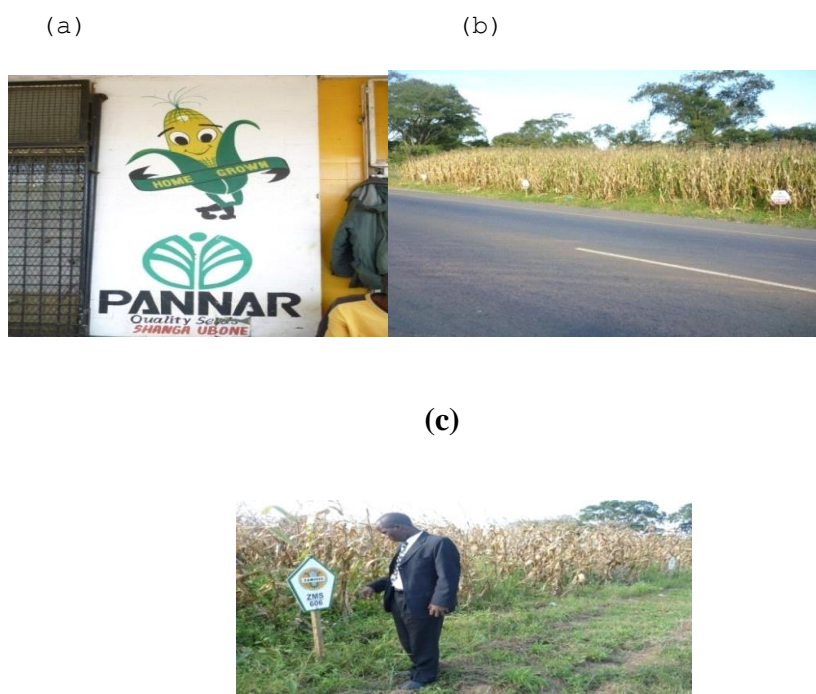 (a)
(b)
HOME GROWN
PANNAR
Quality Seeds
SHANGA UBONE
(c)
ZMS
606